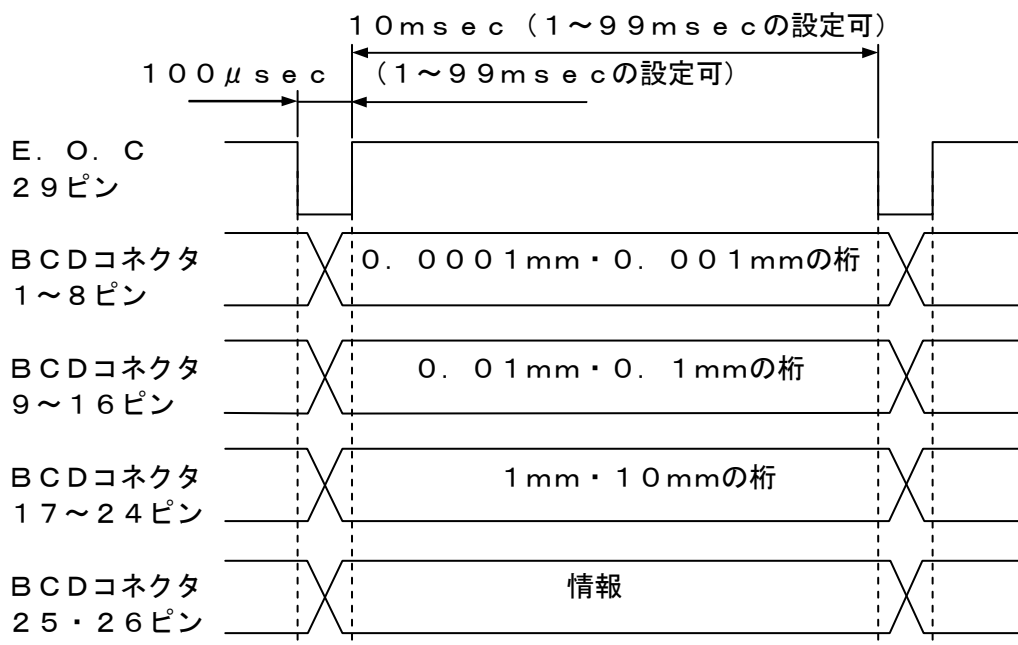 １０ｍｓｅｃ（１～９９ｍｓｅｃの設定可）
１００μｓｅｃ　（１～９９ｍｓｅｃの設定可）
Ｅ．Ｏ．Ｃ
２９ピン
ＢＣＤコネクタ
１～８ピン
０．０００１ｍｍ・０．００１ｍｍの桁
ＢＣＤコネクタ
９～１６ピン
０．０１ｍｍ・０．１ｍｍの桁
ＢＣＤコネクタ
１７～２４ピン
１ｍｍ・１０ｍｍの桁
ＢＣＤコネクタ
２５・２６ピン
情報